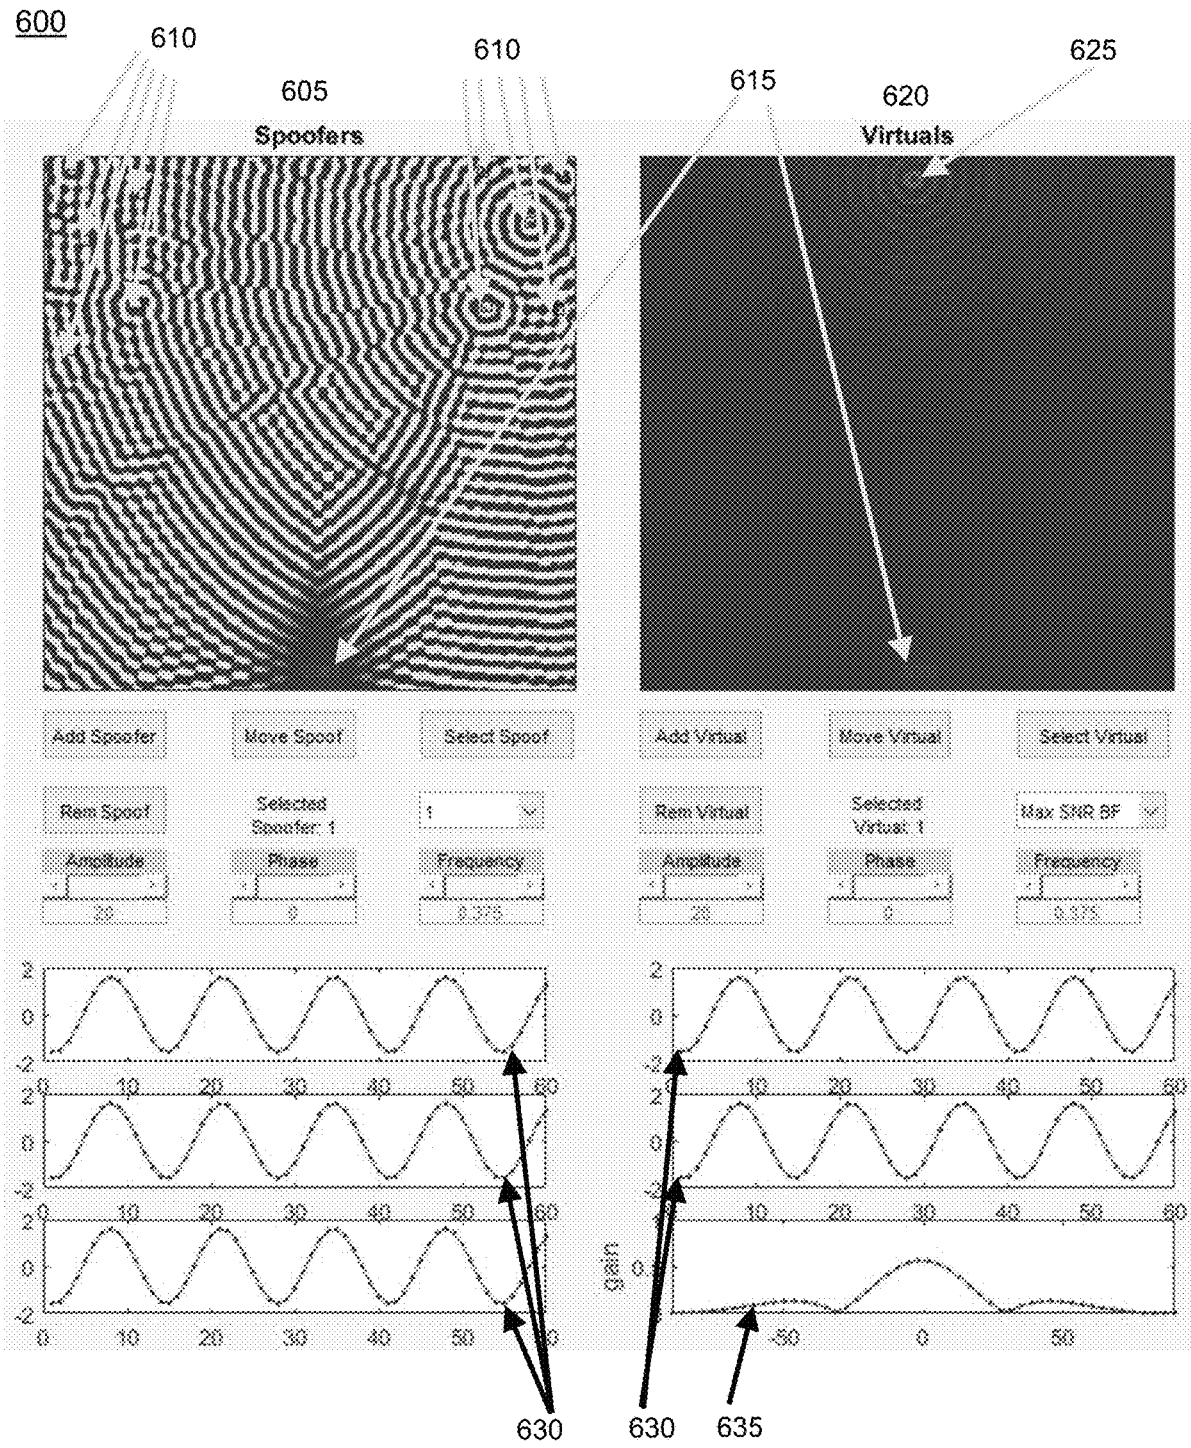 600
610 610 615 625
605 620
Spoofers Virtuals
Add Spoofer Move Spoof Select Spoof Add Virtual Move Virtual Select Virtual
Rem Spoof Selected Spoofer: 1 1 Rem Virtual Selected Virtual: 1 Max SNR BF
Amplitude Phase Frequency Amplitude Phase Frequency
20 0 0.375 20 0 0.375
2 2
0 0
-2 -2
0 10 20 30 40 50 60 10 20 30 40 50 60
2 2
0 0
-2 -2
0 10 20 30 40 50 60 10 20 30 40 50 60
2
0 gain
-2
0 10 20 30 40 50 -50 0 50
630 630 635